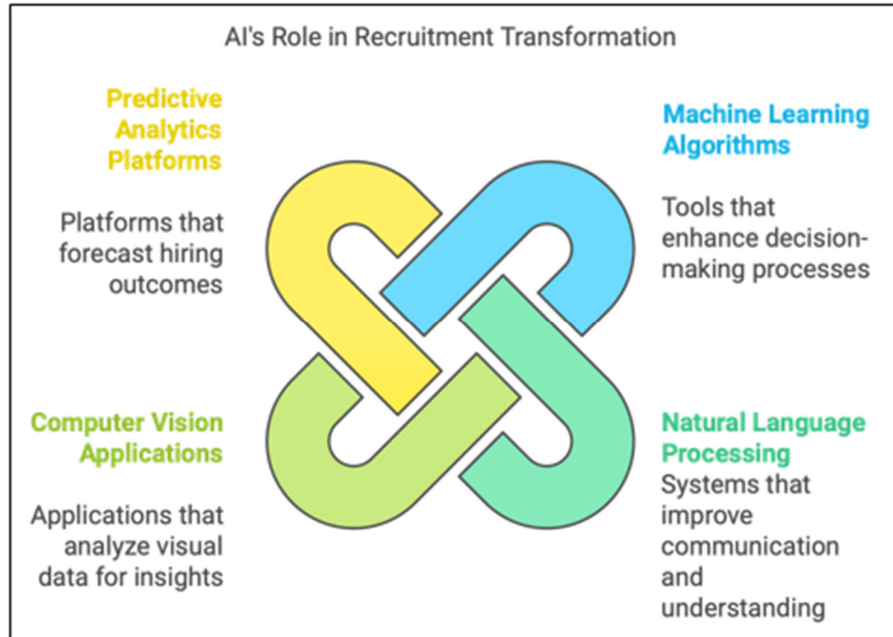 AI's Role in Recruitment Transformation
Predictive
Analytics
Platforms
Platforms that
forecast hiring
outcomes
Machine Learning
Algorithms
Tools that
enhance decision-
making processes
Computer Vision
Applications
Applications that
analyze visual
data for insights
Natural Language
Processing
Systems that
improve
communication
and
understanding